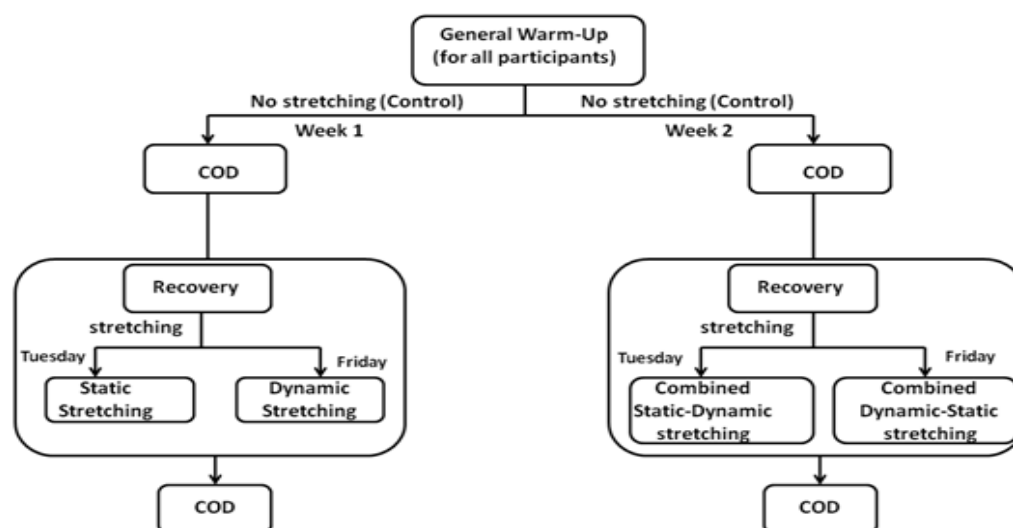 General Warm-Up
(for all participants)
No stretching (Control)
No stretching (Control)
Week 1
Week 2
COD
COD
Recovery
Recovery
stretching
stretching
Tuesday
Friday
Tuesday
Friday
Static
Stretching
Dynamic
Stretching
Combined
Static-Dynamic
stretching
Combined
Dynamic-Static
stretching
COD
COD